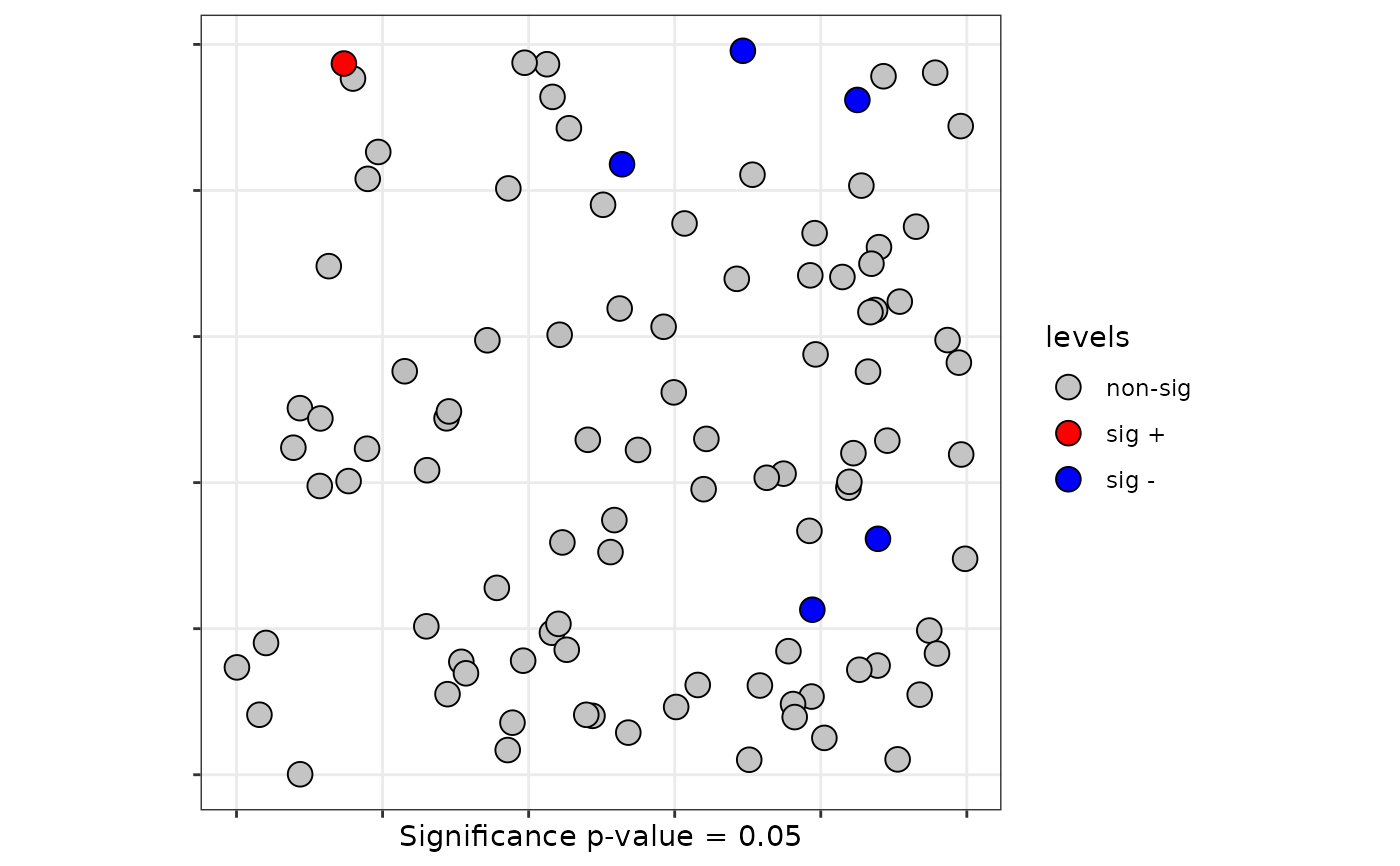 levels
non-sig
sig +
sig -
Significance p-value = 0.05